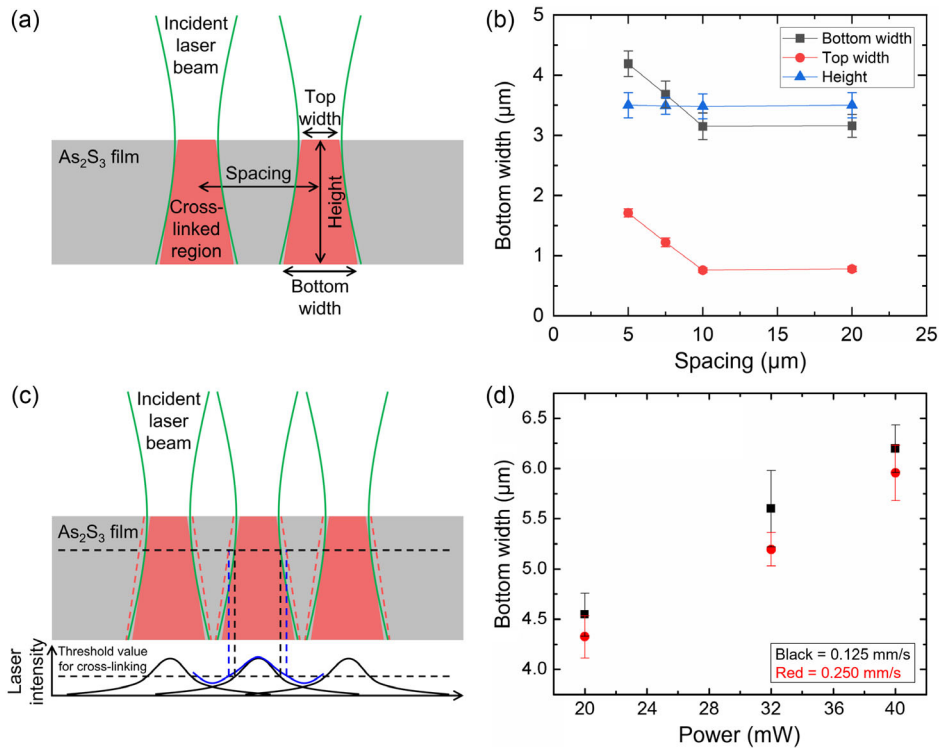 (a)
Incident
laser
beam
Top
width
As₂S₃ film
Spacing
Height
Cross-
linked
region
Bottom
width
(b)
Bottom width
Top width
Height
Bottom width (μm)
5
4
3
2
1
0
0
5
10
15
20
25
Spacing (μm)
(c)
Incident
laser
beam
As₂S₃ film
Threshold value
for cross-linking
Laser
intensity
(d)
Bottom width (μm)
6.5
6.0
5.5
5.0
4.5
4.0
Black = 0.125 mm/s
Red = 0.250 mm/s
20
24
28
32
36
40
Power (mW)